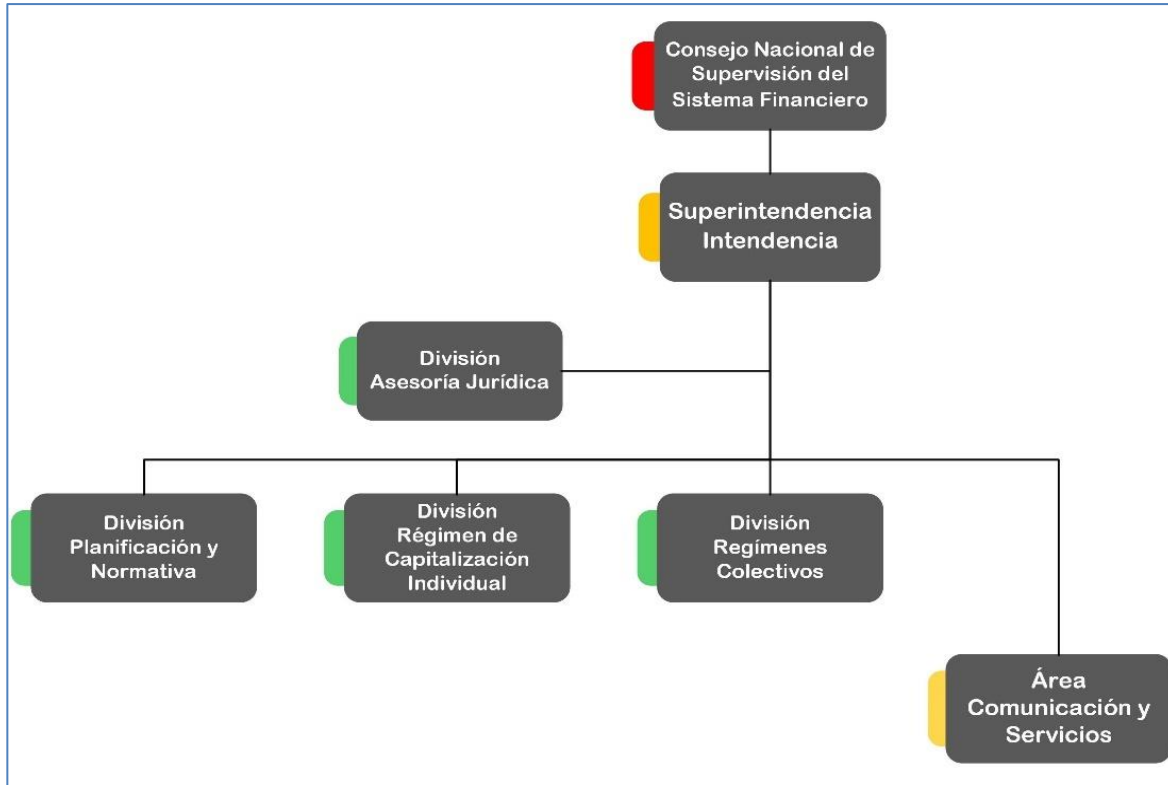 Consejo Nacional de
Supervisión del
Sistema Financiero
Superintendencia
Intendencia
División
Asesoría Jurídica
División
Planificación y
Normativa
División
Régimen de
Capitalización
Individual
División
Regímenes
Colectivos
Área
Comunicación y
Servicios